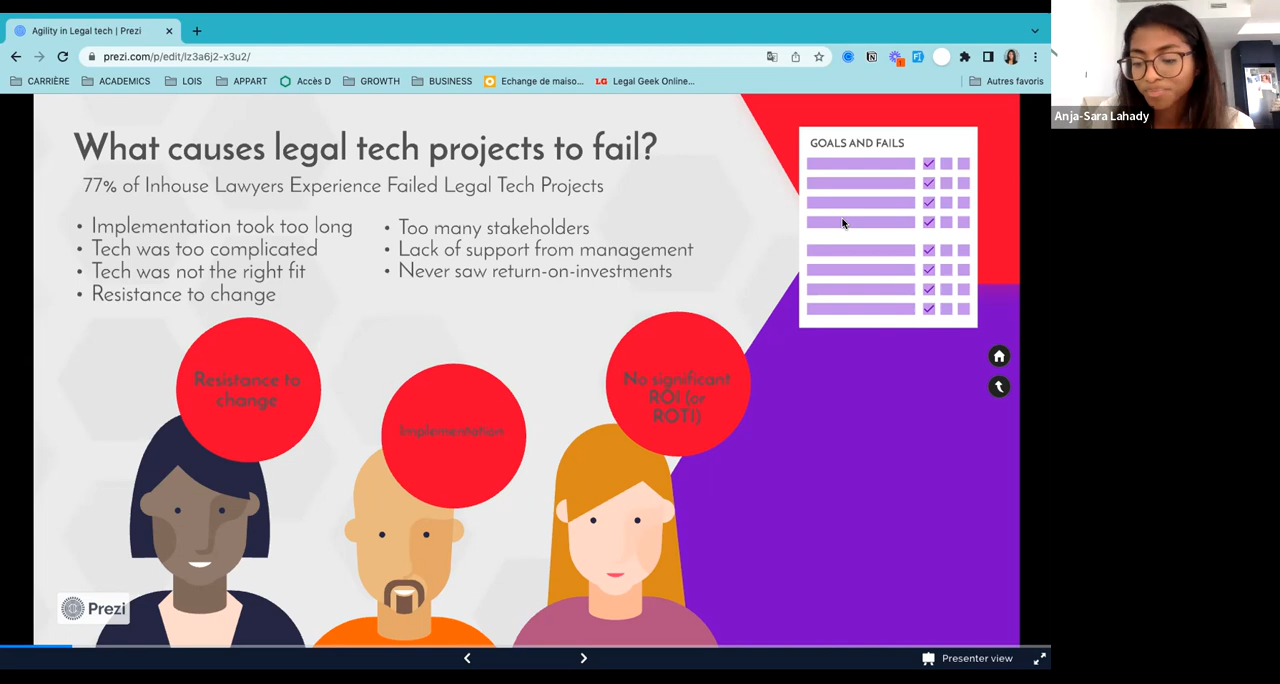 Agility in Legal tech | Prezi
prezi.com/p/edit/lz3a6j2-x3u2/
CARRIÈRE
ACADEMICS
LOIS
APPART
Accès D
GROWTH
BUSINESS
Echange de maiso...
LG
Legal Geek Online...
Autres favoris
Anja-Sara Lahady
What causes legal tech projects to fail?
77% of Inhouse Lawyers Experience Failed Legal Tech Projects
• Implementation took too long
• Tech was too complicated
• Tech was not the right fit
• Resistance to change
• Too many stakeholders
• Lack of support from management
• Never saw return-on-investments
GOALS AND FAILS
Resistance to
change
Implementation
No significant
ROI (or
ROTI)
Prezi
Presenter view